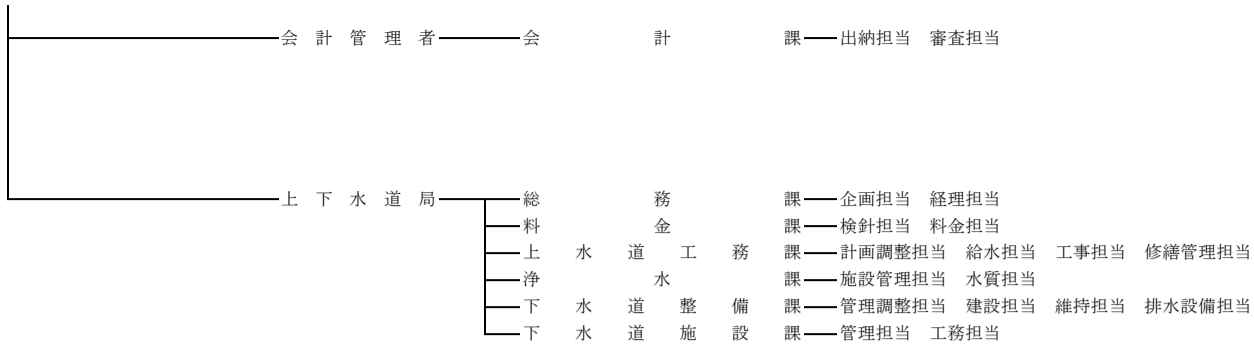 会計管理者 会計課 出納担当 審査担当
上下水道局 総務課 企画担当 経理担当
料金課 検針担当 料金担当
上水道工務課 計画調整担当 給水担当 工事担当 修繕管理担当
浄水課 施設管理担当 水質担当
下水道整備課 管理調整担当 建設担当 維持担当 排水設備担当
下水道施設課 管理担当 工務担当